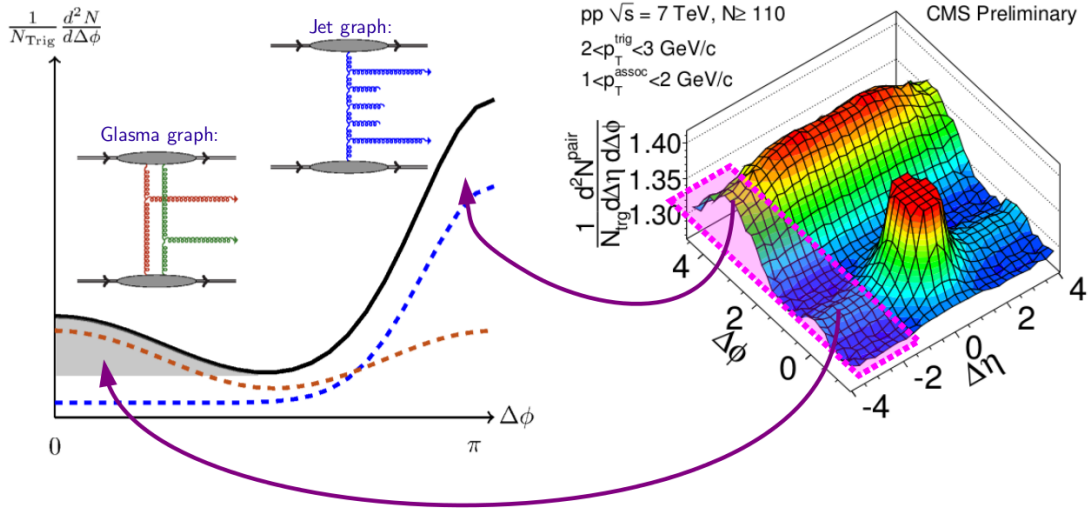 1/N_Trig d²N/dΔϕ
Jet graph:
Glasma graph:
0
π
Δϕ
pp √s = 7 TeV, N≥ 110
CMS Preliminary
2<p_T^trig<3 GeV/c
1<p_T^assoc<2 GeV/c
1/N_trg d²N^pair/dΔη dΔϕ
1.40
1.35
1.30
4
2
0
Δϕ
-4
-2
0
2
4
Δη